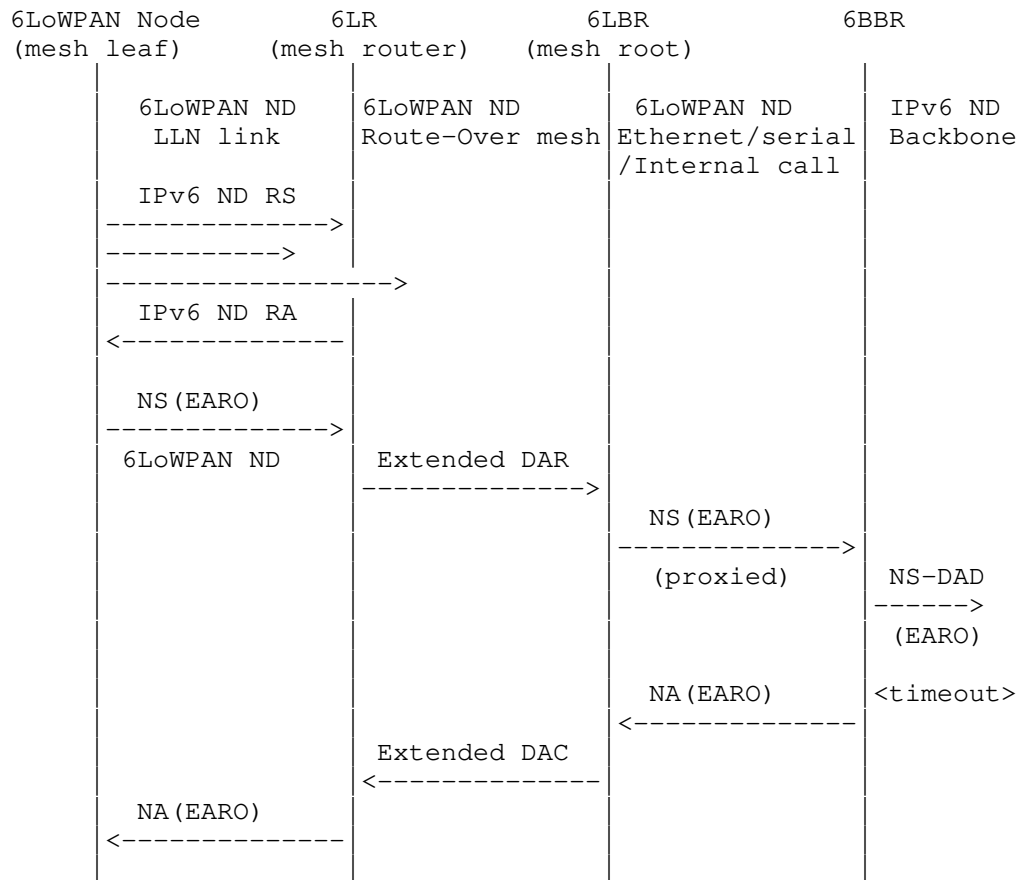 6LoWPAN Node 6LR 6LBR 6BBR
(mesh leaf) (mesh router) (mesh root)
6LoWPAN ND 6LoWPAN ND 6LoWPAN ND IPv6 ND
LLN link Route-Over mesh Ethernet/serial Backbone
/Internal call
IPv6 ND RS
IPv6 ND RA
NS(EARO)
6LoWPAN ND Extended DAR
NS(EARO)
(proxied) NS-DAD
(EARO)
NA(EARO) <timeout>
Extended DAC
NA(EARO)